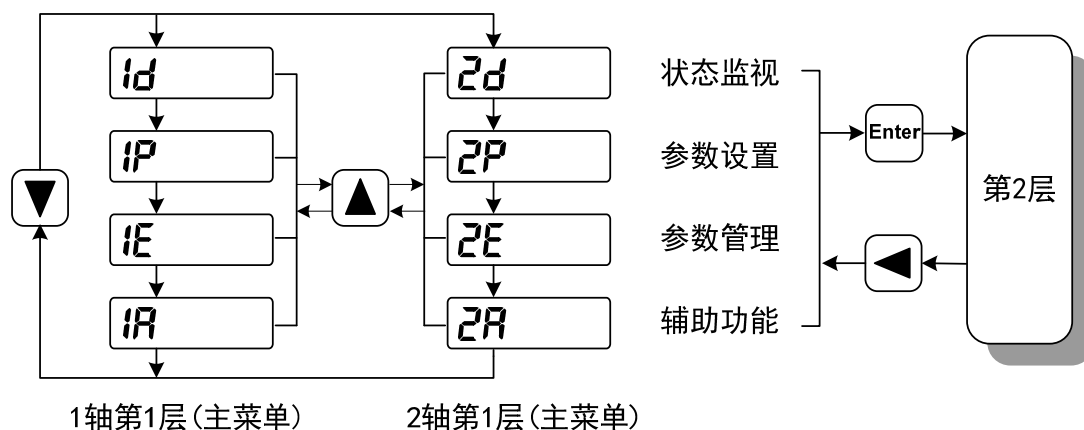 1d 2d 状态监视
Enter
1P 2P 参数设置
第2层
1E 2E 参数管理
1A 2A 辅助功能
1轴第1层(主菜单) 2轴第1层(主菜单)